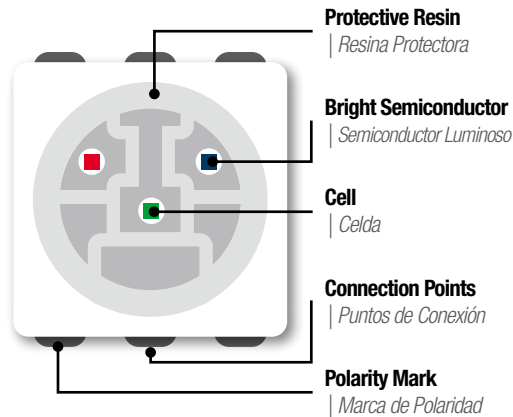 Protective Resin
| Resina Protectora
Bright Semiconductor
| Semiconductor Luminoso
Cell
| Celda
Connection Points
| Puntos de Conexión
Polarity Mark
| Marca de Polaridad